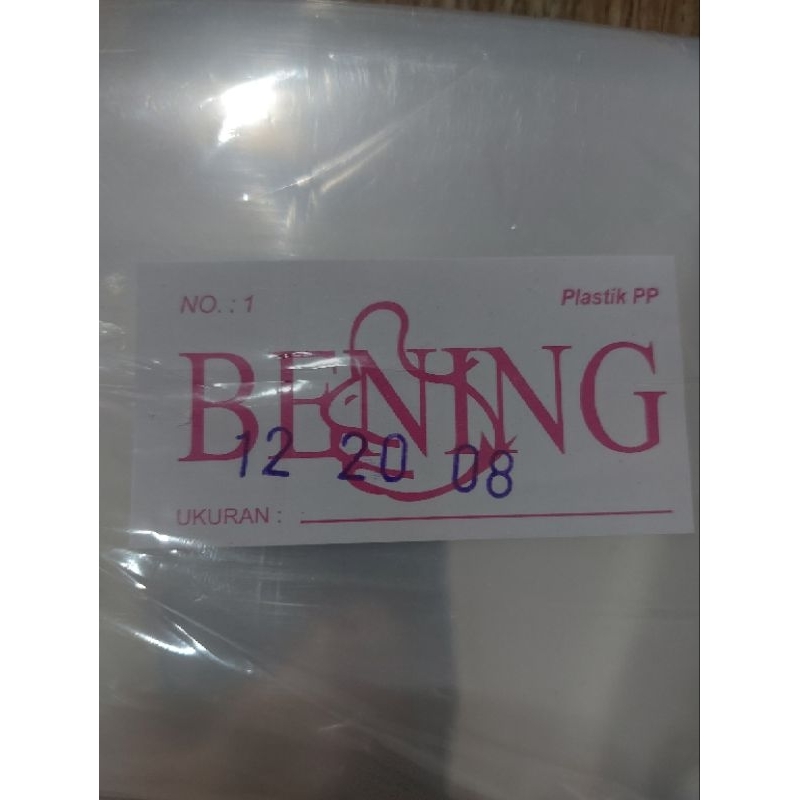 NO. : 1
Plastik PP
BENING
12 20 08
UKURAN :